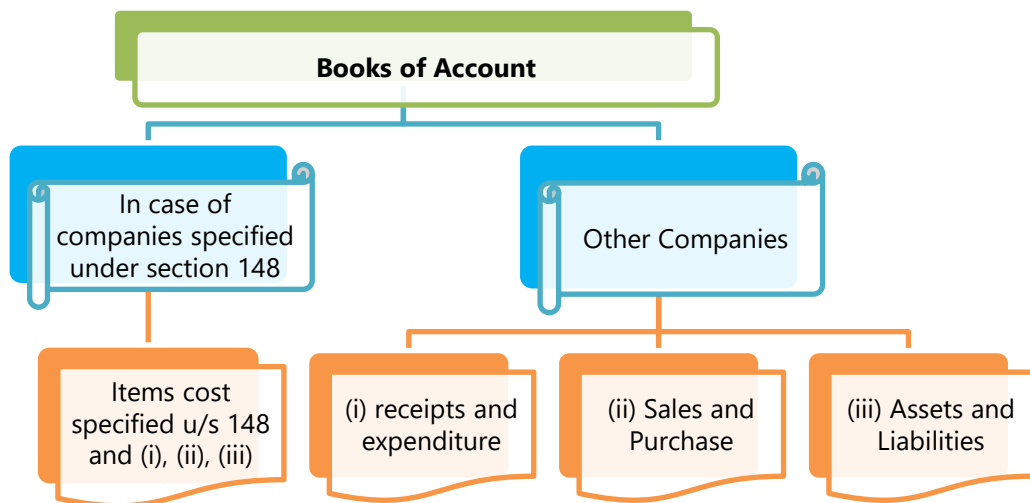 Books of Account
In case of
companies specified
under section 148
Other Companies
Items cost
specified u/s 148
and (i), (ii), (iii)
(i) receipts and
expenditure
(ii) Sales and
Purchase
(iii) Assets and
Liabilities